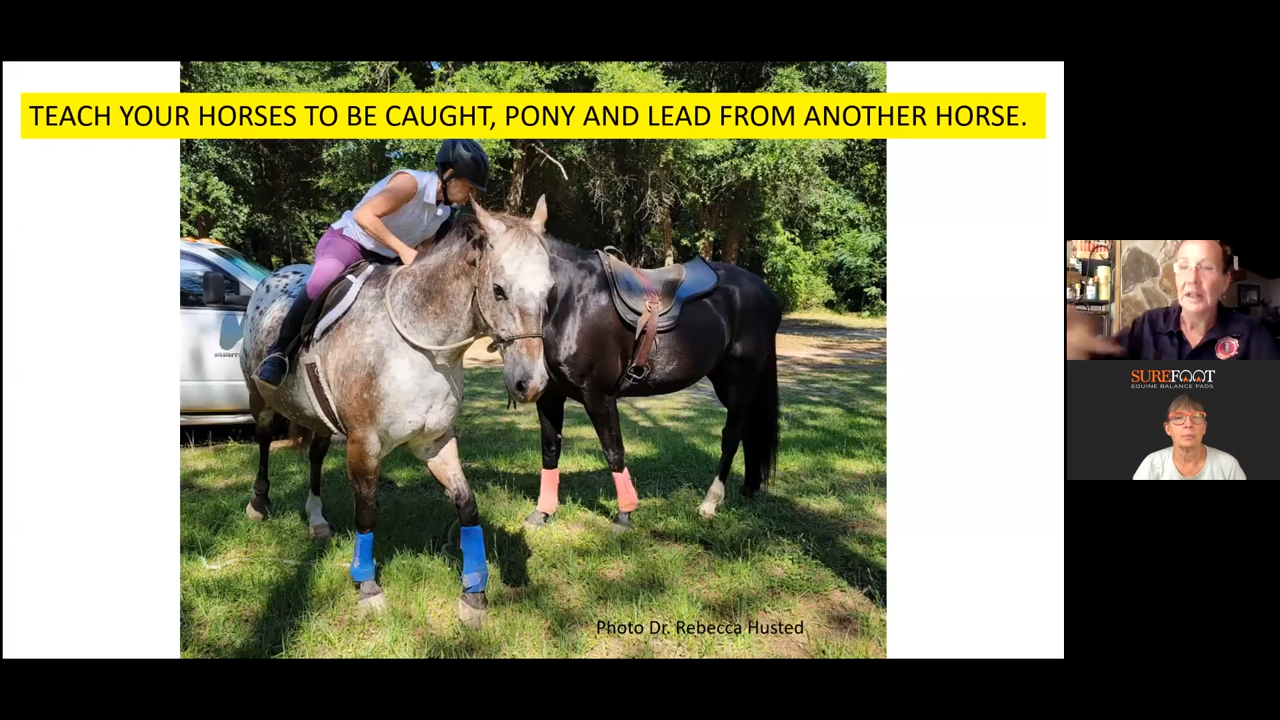 TEACH YOUR HORSES TO BE CAUGHT, PONY AND LEAD FROM ANOTHER HORSE.
RAM
SUREFOOT
EQUINE BALANCE PADS
Photo Dr. Rebecca Husted